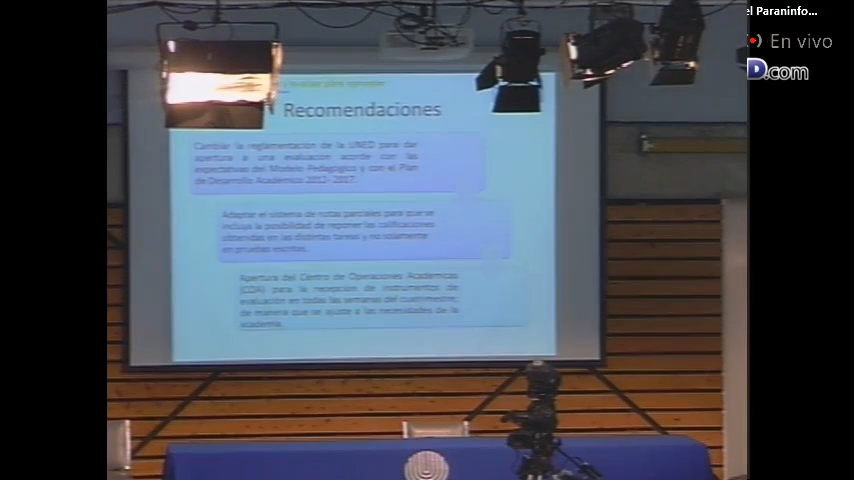 el Paraninfo...
En vivo
D.com
Recomendaciones
Cambiar la reglamentación de la UNED para dar
apertura a una evaluación acorde con las
expectativas del Modelo Pedagógico y con el Plan
de Desarrollo Académico 2012- 2017.
Adaptar el sistema de notas parciales para que se
incluya la posibilidad de reponer las calificaciones
obtenidas en las distintas tareas y no solamente
en pruebas escritas.
Apertura del Centro de Operaciones Académicas
(COA) para la recepción de instrumentos de
evaluación en todas las semanas del cuatrimestre;
de manera que se ajuste a las necesidades de la
academia.